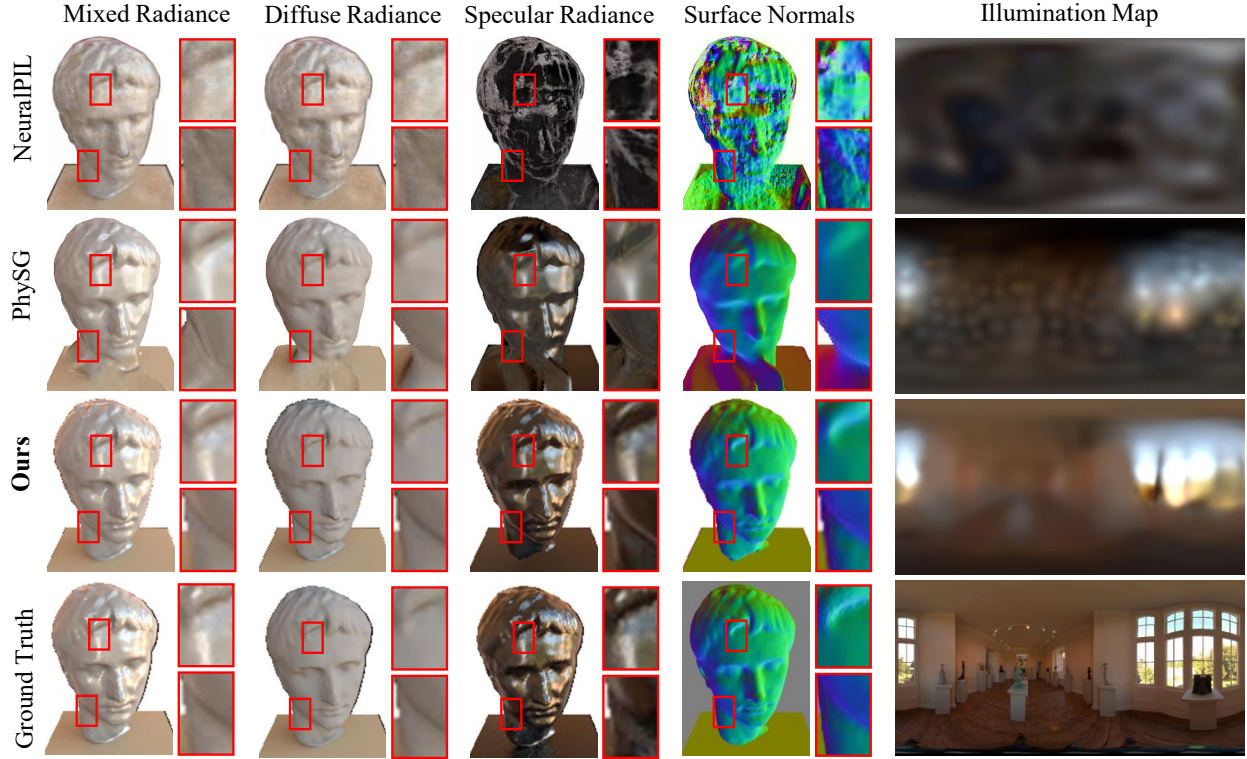 Mixed Radiance Diffuse Radiance Specular Radiance Surface Normals Illumination Map
NeuralPIL
PhySG
Ours
Ground Truth